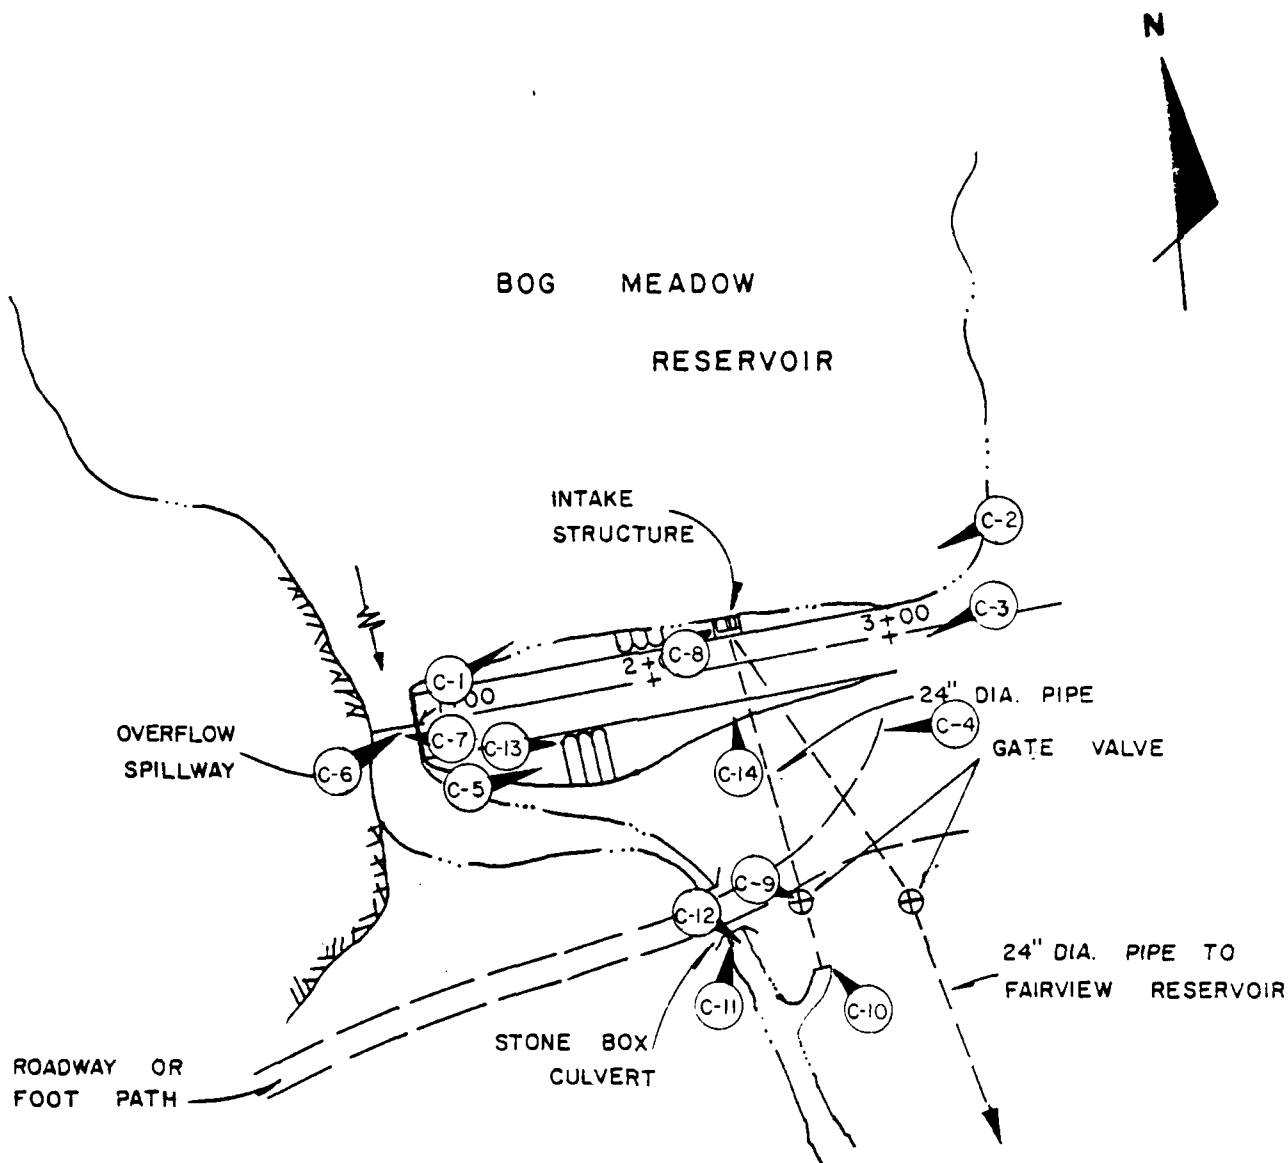 N
BOG MEADOW
RESERVOIR
INTAKE
STRUCTURE
C-2
C-3
3+00
C-8
2+
C-1
00
24" DIA. PIPE
C-4
GATE VALVE
OVERFLOW
SPILLWAY
C-7
C-13
C-6
C-5
C-14
C-9
C-12
24" DIA. PIPE TO
FAIRVIEW RESERVOIR
C-11
C-10
STONE BOX
CULVERT
ROADWAY OR
FOOT PATH